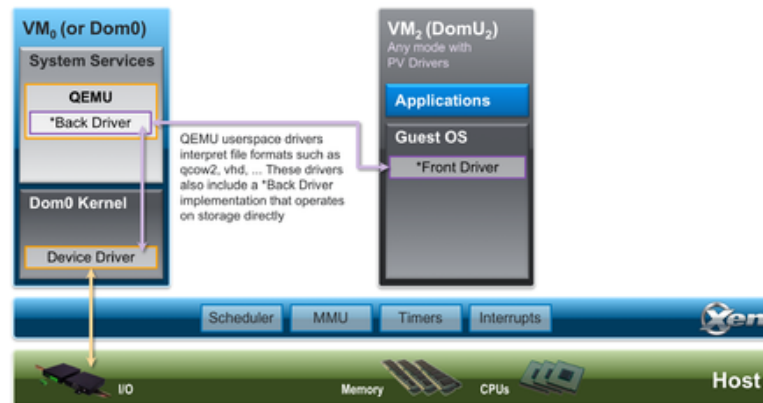 VM0 (or Dom0)
System Services
QEMU
*Back Driver
Dom0 Kernel
Device Driver
QEMU userspace drivers
interpret file formats such as
qcow2, vhd, ... These drivers
also include a *Back Driver
implementation that operates
on storage directly
VM2 (DomU2)
Any mode with
PV Drivers
Applications
Guest OS
*Front Driver
Scheduler
MMU
Timers
Interrupts
Xen
I/O
Memory
CPUs
Host